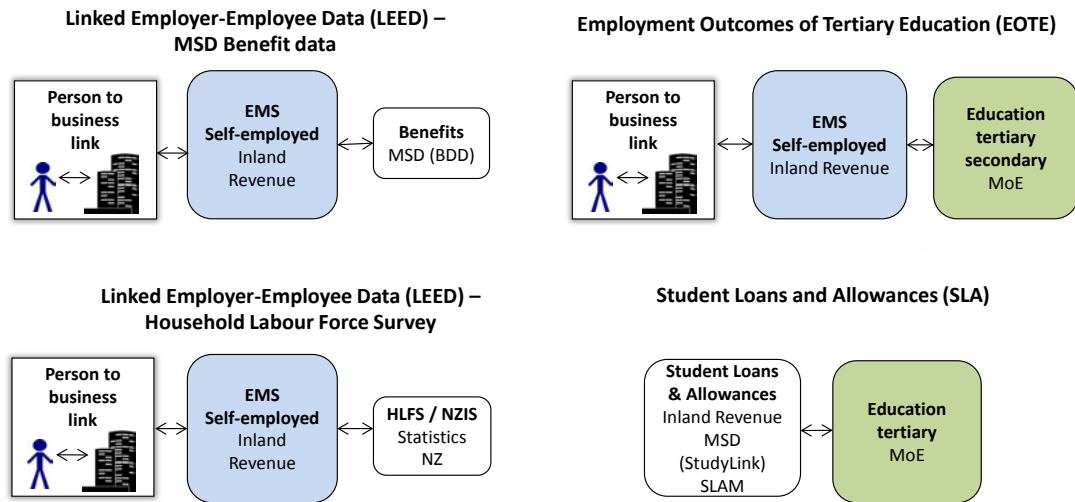 Linked Employer-Employee Data (LEED) –
MSD Benefit data
Person to
business
link
EMS
Self-employed
Inland
Revenue
Benefits
MSD (BDD)
Employment Outcomes of Tertiary Education (EOTE)
Person to
business
link
EMS
Self-employed
Inland Revenue
Education
tertiary
secondary
MoE
Linked Employer-Employee Data (LEED) –
Household Labour Force Survey
Person to
business
link
EMS
Self-employed
Inland
Revenue
HLFS / NZIS
Statistics
NZ
Student Loans and Allowances (SLA)
Student Loans
& Allowances
Inland Revenue
MSD
(StudyLink)
SLAM
Education
tertiary
MoE